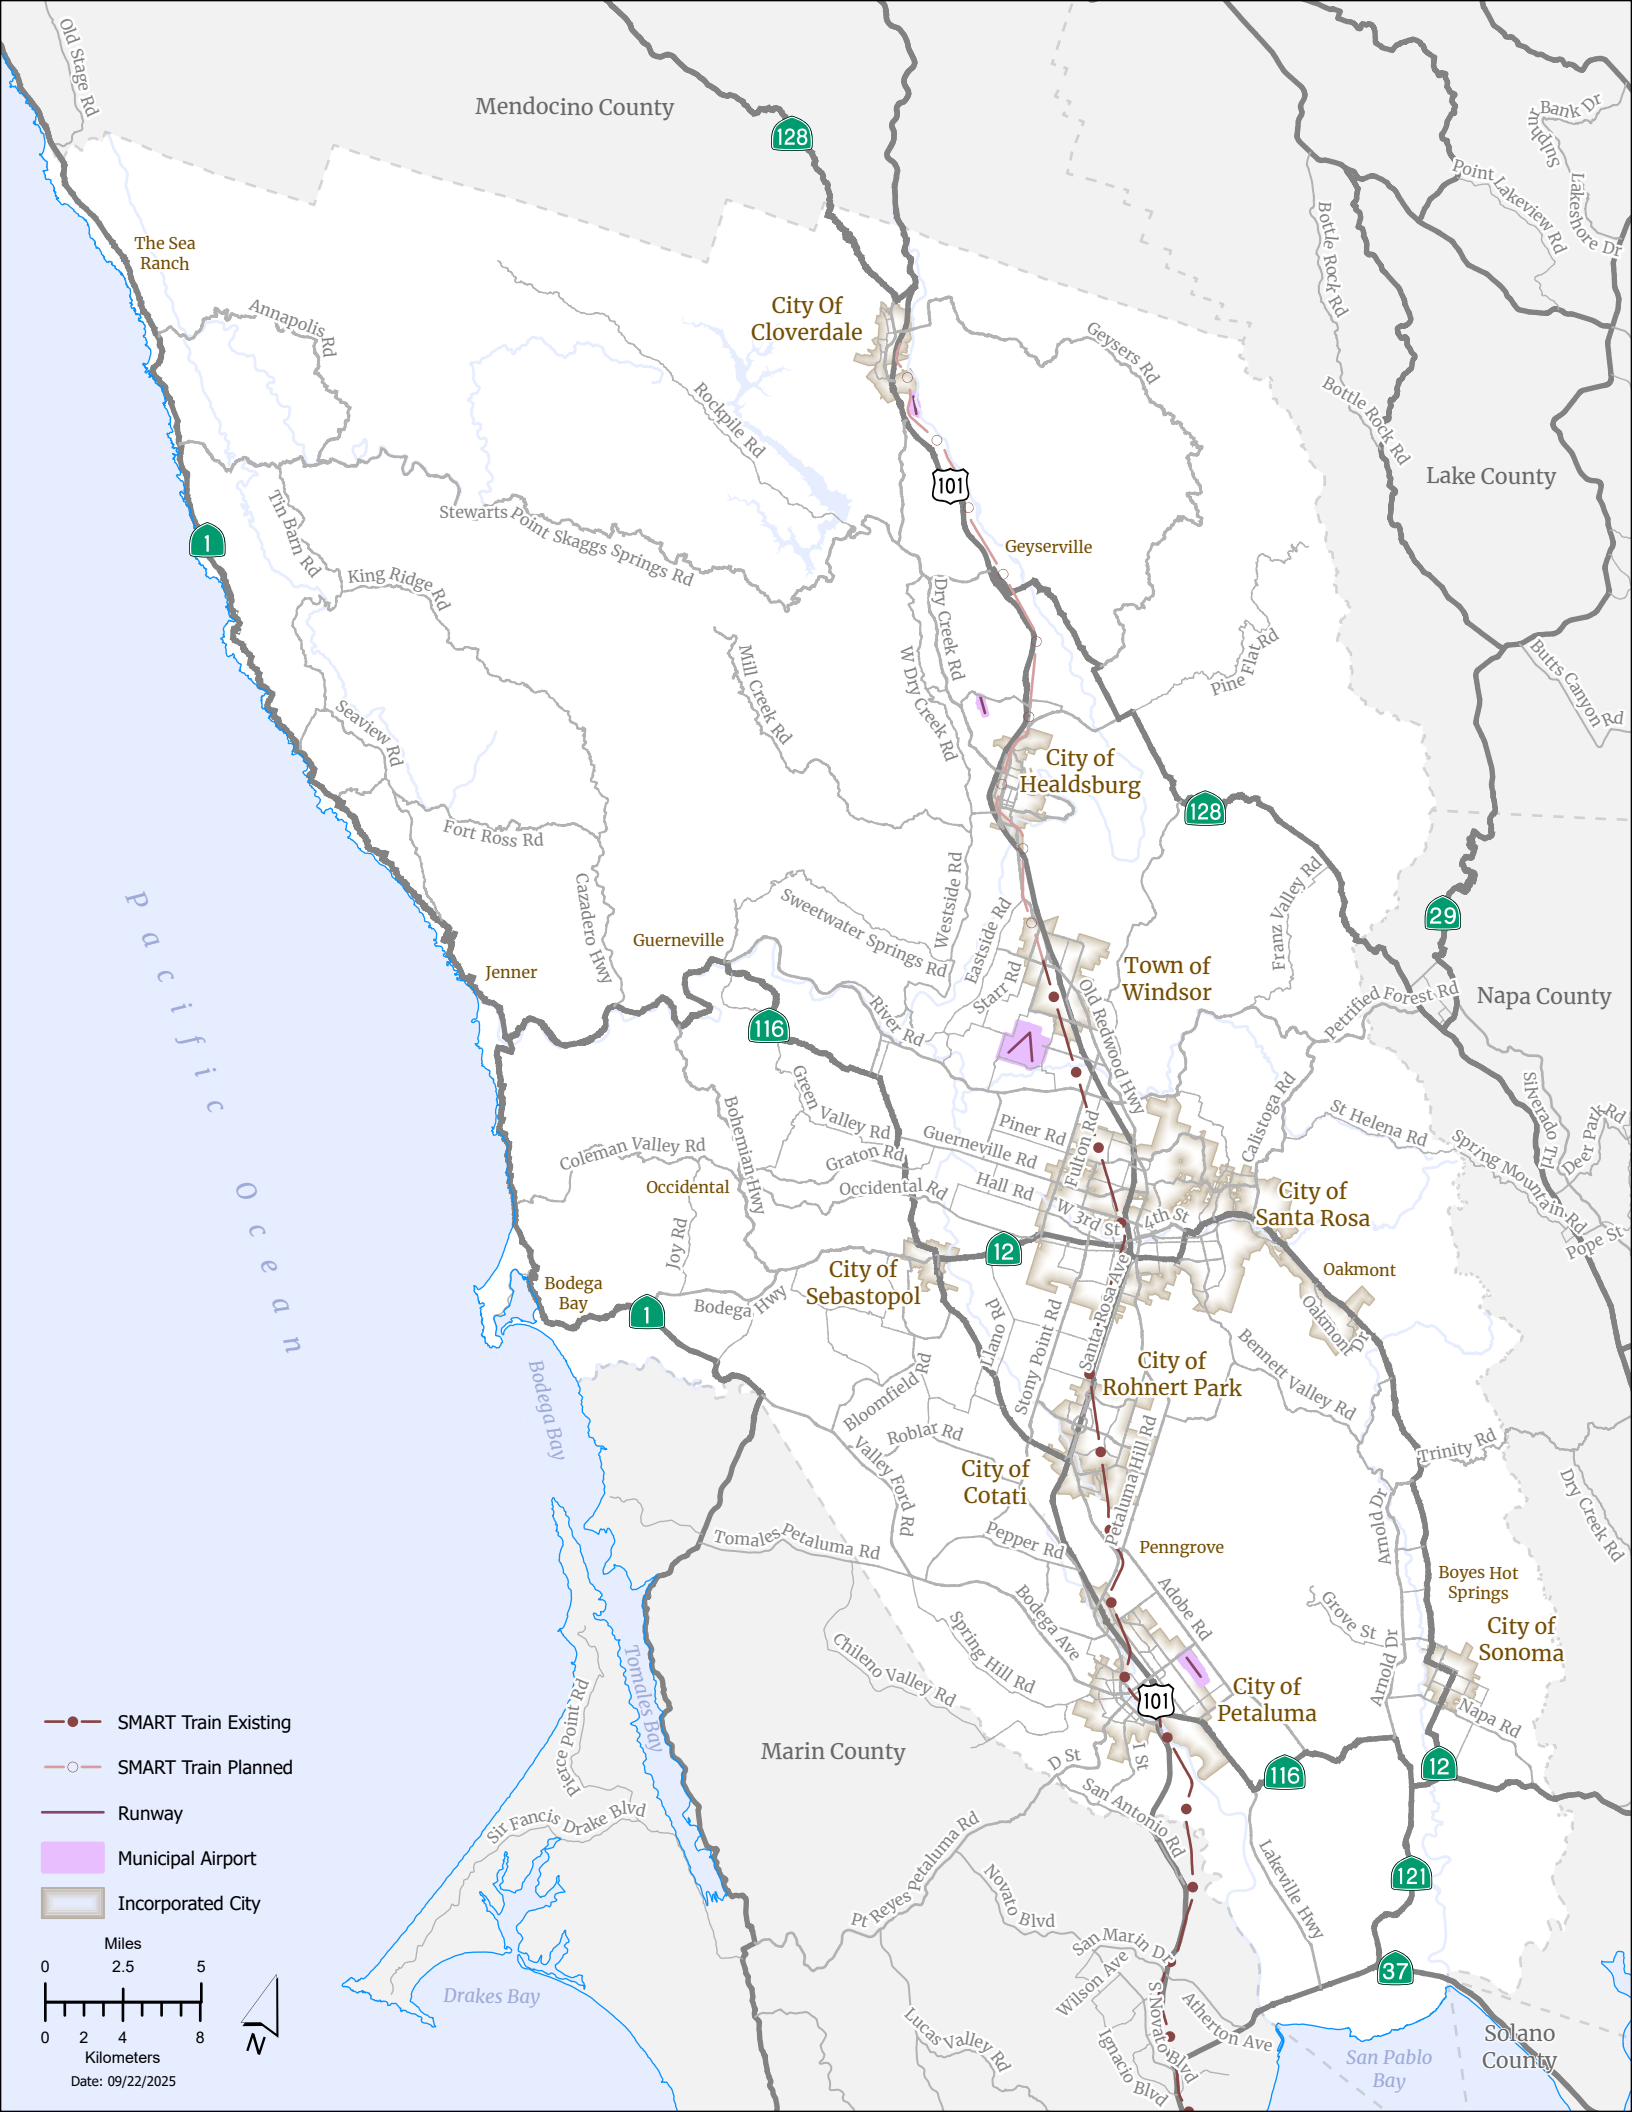 Old Stage Rd
Mendocino County
128
Bank Dr
Sulphur
Point Lakeview Rd
Lakeshore Dr
Bottle Rock Rd
The Sea
Ranch
Annapolis Rd
City Of
Cloverdale
Geysers Rd
Rockpile Rd
Bottle Rock Rd
Lake County
101
Stewarts Point Skaggs Springs Rd
Tin Barn Rd
1
Geyserville
King Ridge Rd
Dry Creek Rd
W Dry Creek Rd
Mill Creek Rd
Pine Flat Rd
Butts Canyon Rd
Seaview Rd
City of
Healdsburg
128
Fort Ross Rd
Cazadero Hwy
Sweetwater Springs Rd
Westside Rd
Eastside Rd
Franz Valley Rd
29
Pacific Ocean
Guerneville
Jenner
Starr Rd
Town of
Windsor
Napa County
Petrified Forest Rd
116
River Rd
Old Redwood Hwy
Green Valley Rd
Bohemian Hwy
Piner Rd
Fulton Rd
Calistoga Rd
St Helena Rd
Silverado Trl
Deer Park Rd
Spring Mountain Rd
Pope St
Coleman Valley Rd
Graton Rd
Guerneville Rd
Occidental
Occidental Rd
Hall Rd
W 3rd St
4th St
City of
Santa Rosa
Joy Rd
12
City of
Sebastopol
Oakmont
Oakmont Dr
Bodega
Bay
1
Bodega Hwy
Llano Rd
Stony Point Rd
Santa Rosa Ave
Bennett Valley Rd
City of
Rohnert Park
Bodega Bay
Bloomfield Rd
Roblar Rd
Valley Ford Rd
Petaluma Hill Rd
Trinity Rd
Dry Creek Rd
City of
Cotati
Tomales Petaluma Rd
Pepper Rd
Penngrove
Arnold Dr
Boyes Hot
Springs
Adobe Rd
Grove St
City of
Sonoma
Bodega Ave
Spring Hill Rd
Chileno Valley Rd
Arnold Dr
Tomales Bay
101
City of
Petaluma
Napa Rd
Pierce Point Rd
Marin County
D St
I St
116
12
San Antonio Rd
Sir Fancis Drake Blvd
Pt Reyes Petaluma Rd
Lakeville Hwy
121
Novato Blvd
San Marin Dr
37
Wilson Ave
S Novato Blvd
Atherton Ave
Drakes Bay
Lucas Valley Rd
Ignacio Blvd
San Pablo
Bay
Solano
County
SMART Train Existing
SMART Train Planned
Runway
Municipal Airport
Incorporated City
Miles
0 2.5 5
0 2 4 8
Kilometers
N
Date: 09/22/2025